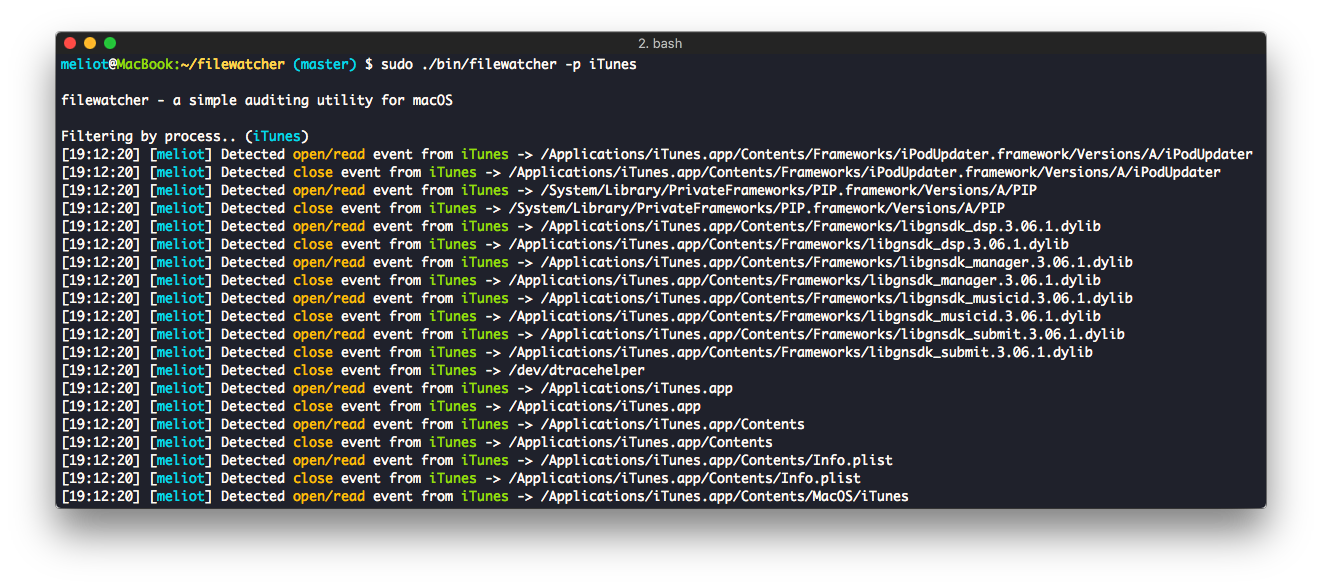 2. bash
meliot@MacBook:~/filewatcher (master) $ sudo ./bin/filewatcher -p iTunes
filewatcher - a simple auditing utility for macOS
Filtering by process.. (iTunes)
[19:12:20] [meliot] Detected open/read event from iTunes -> /Applications/iTunes.app/Contents/Frameworks/iPodUpdater.framework/Versions/A/iPodUpdater
[19:12:20] [meliot] Detected close event from iTunes -> /Applications/iTunes.app/Contents/Frameworks/iPodUpdater.framework/Versions/A/iPodUpdater
[19:12:20] [meliot] Detected open/read event from iTunes -> /System/Library/PrivateFrameworks/PIP.framework/Versions/A/PIP
[19:12:20] [meliot] Detected close event from iTunes -> /System/Library/PrivateFrameworks/PIP.framework/Versions/A/PIP
[19:12:20] [meliot] Detected open/read event from iTunes -> /Applications/iTunes.app/Contents/Frameworks/libgnsdk_dsp.3.06.1.dylib
[19:12:20] [meliot] Detected close event from iTunes -> /Applications/iTunes.app/Contents/Frameworks/libgnsdk_dsp.3.06.1.dylib
[19:12:20] [meliot] Detected open/read event from iTunes -> /Applications/iTunes.app/Contents/Frameworks/libgnsdk_manager.3.06.1.dylib
[19:12:20] [meliot] Detected close event from iTunes -> /Applications/iTunes.app/Contents/Frameworks/libgnsdk_manager.3.06.1.dylib
[19:12:20] [meliot] Detected open/read event from iTunes -> /Applications/iTunes.app/Contents/Frameworks/libgnsdk_musicid.3.06.1.dylib
[19:12:20] [meliot] Detected close event from iTunes -> /Applications/iTunes.app/Contents/Frameworks/libgnsdk_musicid.3.06.1.dylib
[19:12:20] [meliot] Detected open/read event from iTunes -> /Applications/iTunes.app/Contents/Frameworks/libgnsdk_submit.3.06.1.dylib
[19:12:20] [meliot] Detected close event from iTunes -> /Applications/iTunes.app/Contents/Frameworks/libgnsdk_submit.3.06.1.dylib
[19:12:20] [meliot] Detected close event from iTunes -> /dev/dtracehelper
[19:12:20] [meliot] Detected open/read event from iTunes -> /Applications/iTunes.app
[19:12:20] [meliot] Detected close event from iTunes -> /Applications/iTunes.app
[19:12:20] [meliot] Detected open/read event from iTunes -> /Applications/iTunes.app/Contents
[19:12:20] [meliot] Detected close event from iTunes -> /Applications/iTunes.app/Contents
[19:12:20] [meliot] Detected open/read event from iTunes -> /Applications/iTunes.app/Contents/Info.plist
[19:12:20] [meliot] Detected close event from iTunes -> /Applications/iTunes.app/Contents/Info.plist
[19:12:20] [meliot] Detected open/read event from iTunes -> /Applications/iTunes.app/Contents/MacOS/iTunes